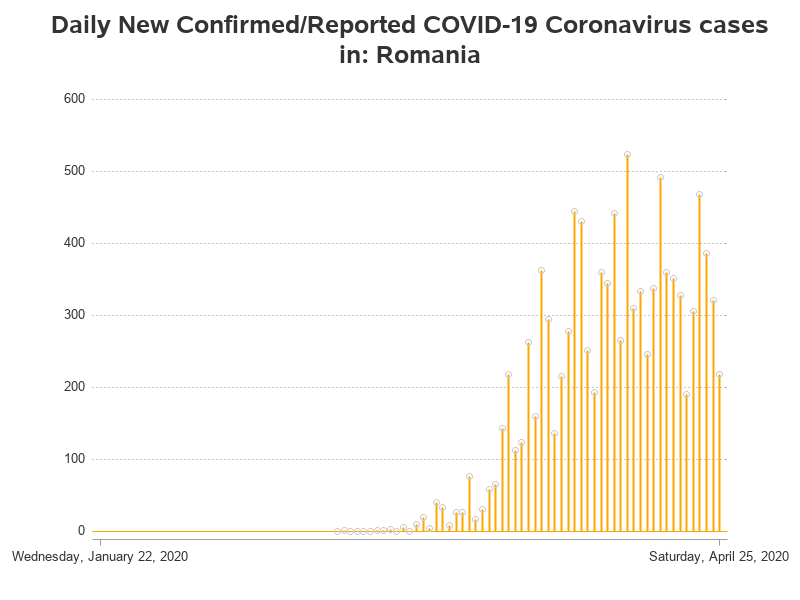 Daily New Confirmed/Reported COVID-19 Coronavirus cases
in: Romania
600
500
400
300
200
100
0
Wednesday, January 22, 2020 Saturday, April 25, 2020